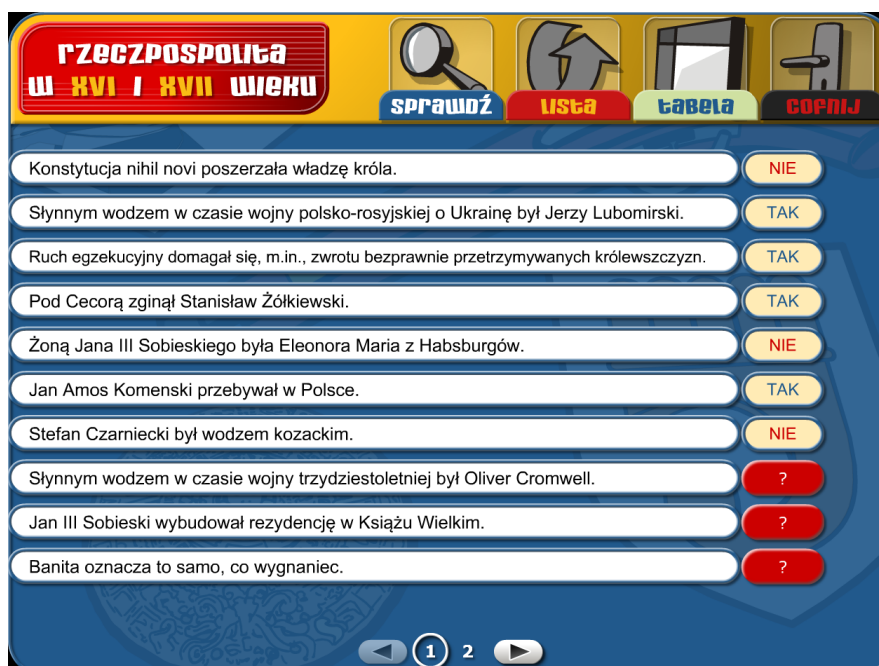 RZECZPOSPOLITA
W XVI I XVII WIEKU
SPRAWDŹ
LISTA
TABELA
COFNIJ
Konstytucja nihil novi poszerzała władzę króla.
NIE
Słynnym wodzem w czasie wojny polsko-rosyjskiej o Ukrainę był Jerzy Lubomirski.
TAK
Ruch egzekucyjny domagał się, m.in., zwrotu bezprawnie przetrzymywanych królewszczyzn.
TAK
Pod Cecorą zginął Stanisław Żółkiewski.
TAK
Żoną Jana III Sobieskiego była Eleonora Maria z Habsburgów.
NIE
Jan Amos Komenski przebywał w Polsce.
TAK
Stefan Czarniecki był wodzem kozackim.
NIE
Słynnym wodzem w czasie wojny trzydziestoletniej był Oliver Cromwell.
?
Jan III Sobieski wybudował rezydencję w Książu Wielkim.
?
Banita oznacza to samo, co wygnaniec.
?
1 2